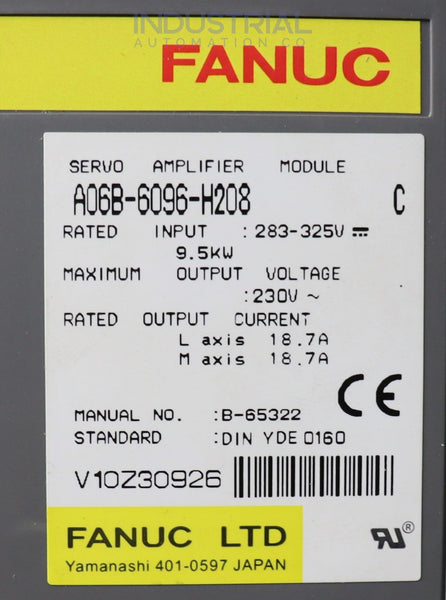 INDUSTRIAL
AUTOMATION CO
FANUC
SERVO AMPLIFIER MODULE
A06B-6096-H208 C
RATED INPUT : 283-325V ⎓
9.5kW
MAXIMUM OUTPUT VOLTAGE
:230V ~
RATED OUTPUT CURRENT
L axis 18.7A
M axis 18.7A
CE
MANUAL NO. :B-65322
STANDARD :DIN YDE 0160
V10Z30926
FANUC LTD
Yamanashi 401-0597 JAPAN
RU®